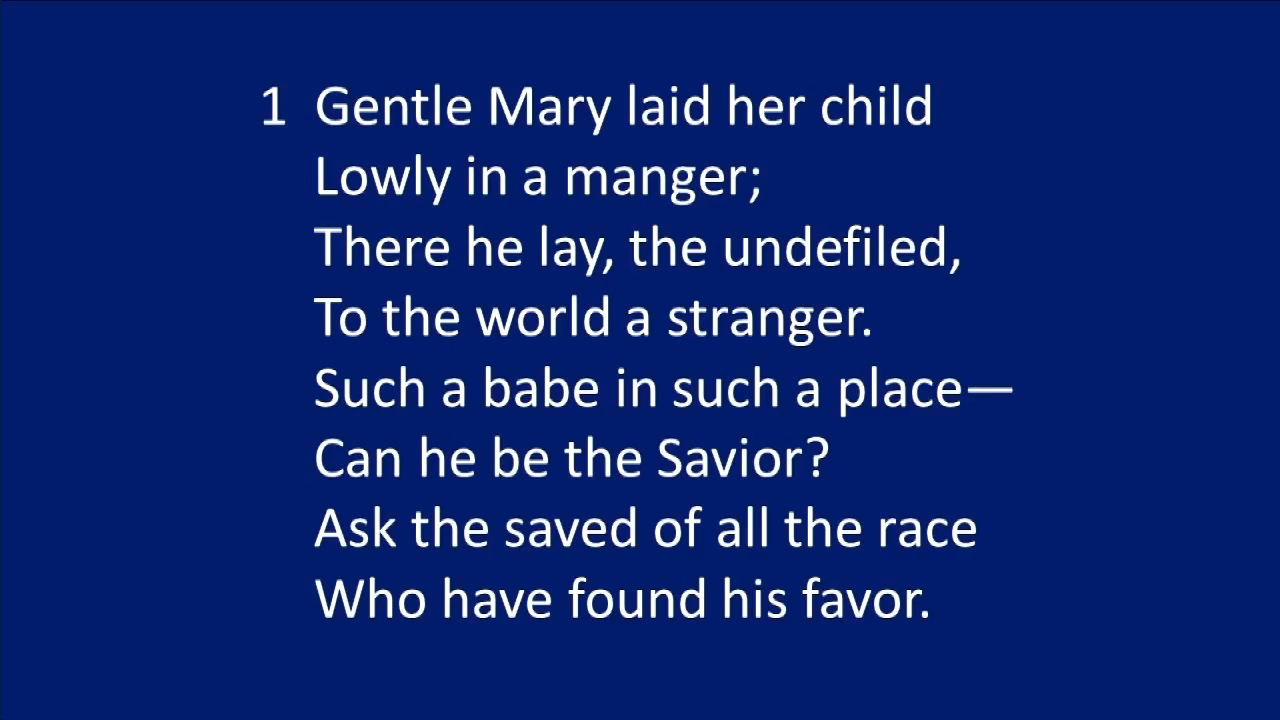 1 Gentle Mary laid her child
Lowly in a manger;
There he lay, the undefiled,
To the world a stranger.
Such a babe in such a place—
Can he be the Savior?
Ask the saved of all the race
Who have found his favor.